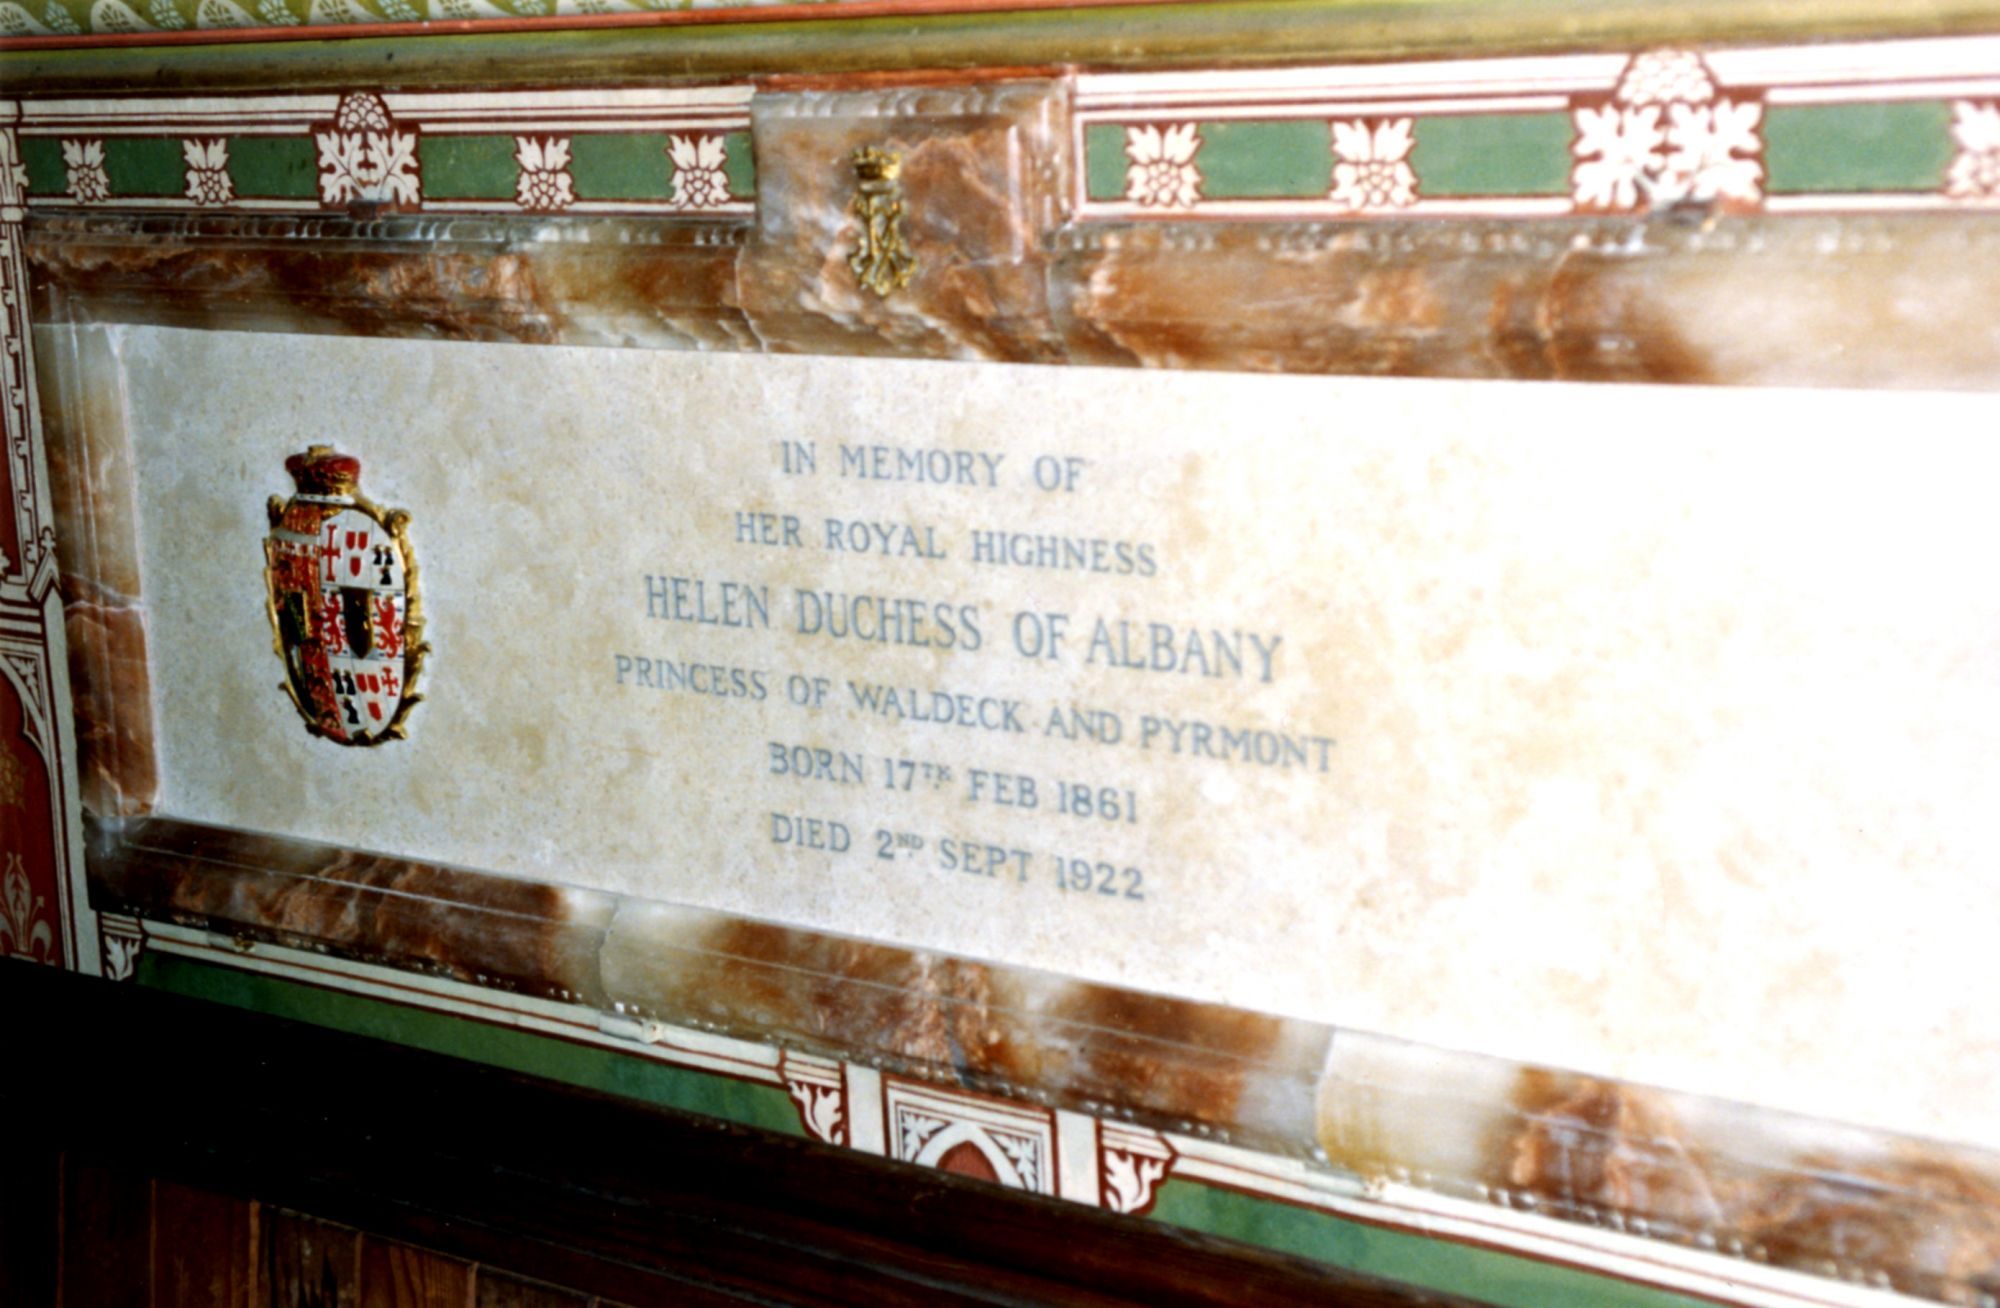 IN MEMORY OF
HER ROYAL HIGHNESS
HELEN DUCHESS OF ALBANY
PRINCESS OF WALDECK AND PYRMONT
BORN 17TH FEB 1861
DIED 2ND SEPT 1922